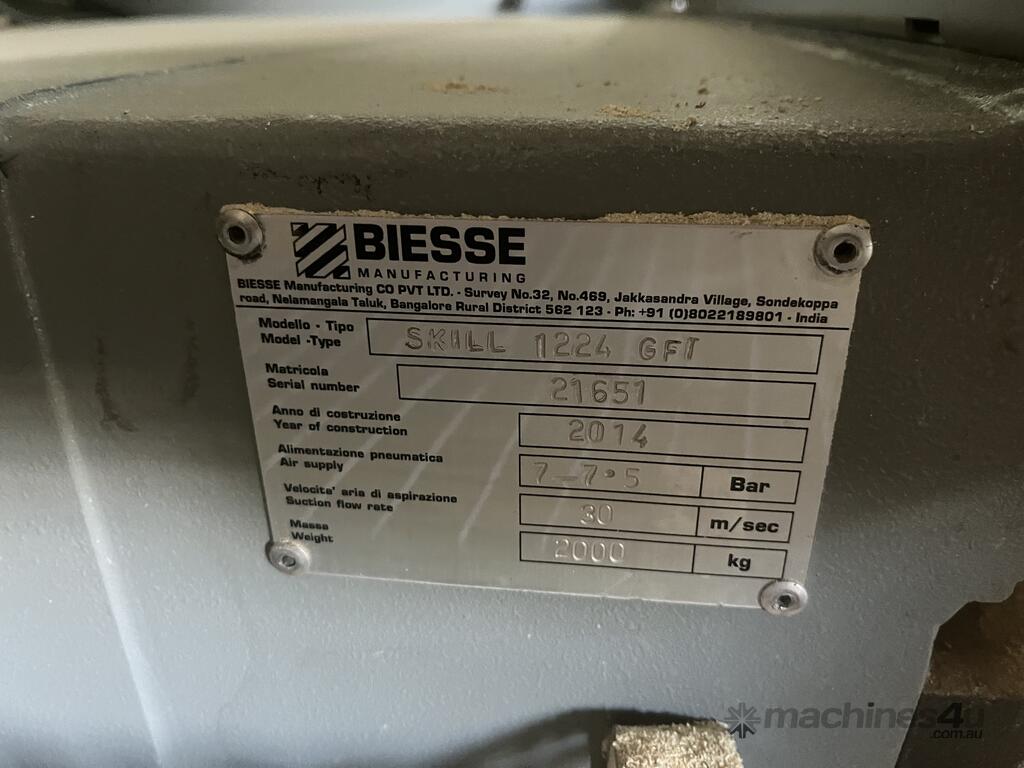 BIESSE
MANUFACTURING
BIESSE Manufacturing CO PVT LTD. - Survey No.32, No.469, Jakkasandra Village, Sondekoppa
road, Nelamangala Taluk, Bangalore Rural District 562 123 - Ph: +91 (0)8022189801 - India
Modello - Tipo
Model -Type
SKILL 1224 GFT
Matricola
Serial number
21651
Anno di costruzione
Year of construction
2014
Alimentazione pneumatica
Air supply
7-7.5 Bar
Velocita' aria di aspirazione
Suction flow rate
30 m/sec
Massa
Weight
2000 kg
machines4u
.com.au